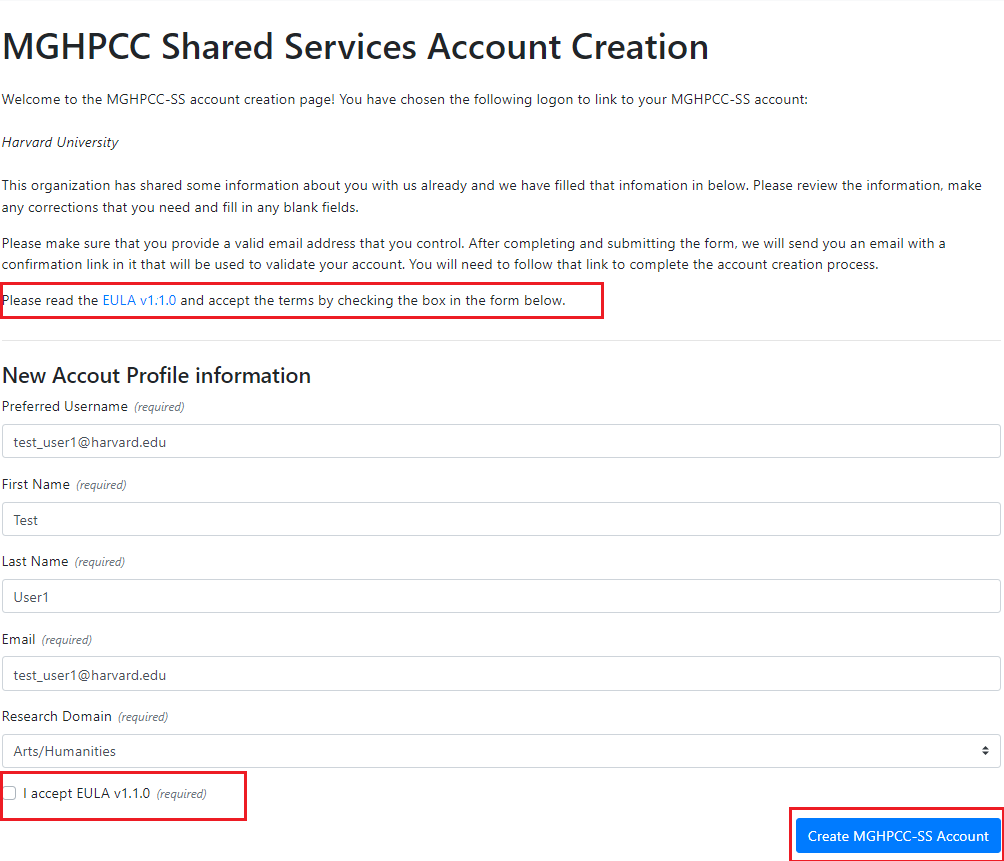 MGHPCC Shared Services Account Creation
Welcome to the MGHPCC-SS account creation page! You have chosen the following logon to link to your MGHPCC-SS account:
Harvard University
This organization has shared some information about you with us already and we have filled that infomation in below. Please review the information, make
any corrections that you need and fill in any blank fields.
Please make sure that you provide a valid email address that you control. After completing and submitting the form, we will send you an email with a
confirmation link in it that will be used to validate your account. You will need to follow that link to complete the account creation process.
Please read the EULA v1.1.0 and accept the terms by checking the box in the form below.
New Accout Profile information
Preferred Username (required)
test_user1@harvard.edu
First Name (required)
Test
Last Name (required)
User1
Email (required)
test_user1@harvard.edu
Research Domain (required)
Arts/Humanities
I accept EULA v1.1.0 (required)
Create MGHPCC-SS Account